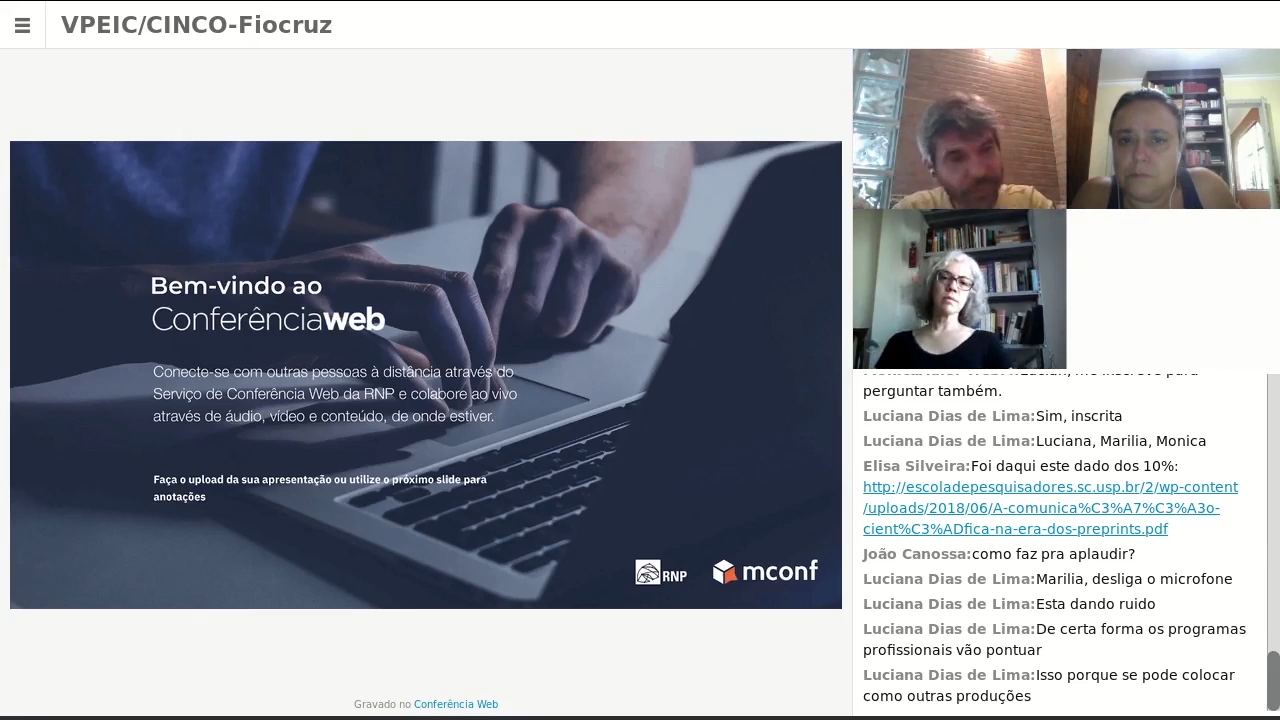 VPEIC/CINCO-Fiocruz
Bem-vindo ao
Conferênciaweb
Conecte-se com outras pessoas à distância através do
Serviço de Conferência Web da RNP e colabore ao vivo
através de áudio, vídeo e conteúdo, de onde estiver.
Faça o upload da sua apresentação ou utilize o próximo slide para
anotações
RNP
mconf
Gravado no Conferência Web
perguntar também.
Luciana Dias de Lima:Sim, inscrita
Luciana Dias de Lima:Luciana, Marilia, Monica
Elisa Silveira:Foi daqui este dado dos 10%:
http://escoladepesquisadores.sc.usp.br/2/wp-content
/uploads/2018/06/A-comunica%C3%A7%C3%A3o-
cient%C3%ADfica-na-era-dos-preprints.pdf
João Canossa:como faz pra aplaudir?
Luciana Dias de Lima:Marilia, desliga o microfone
Luciana Dias de Lima:Esta dando ruido
Luciana Dias de Lima:De certa forma os programas
profissionais vão pontuar
Luciana Dias de Lima:Isso porque se pode colocar
como outras produções